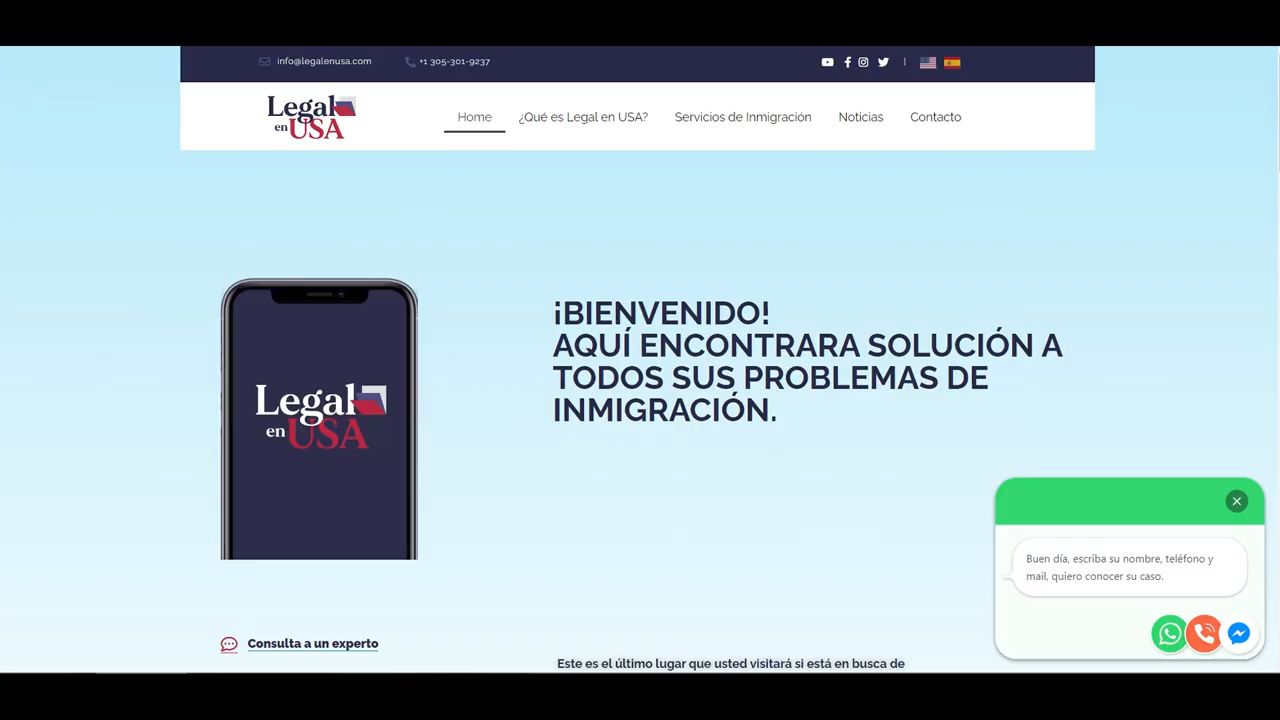 info@legalenusa.com
+1 305-301-9237
Legal
en USA
Home
¿Qué es Legal en USA?
Servicios de Inmigración
Noticias
Contacto
Legal
en USA
¡BIENVENIDO!
AQUÍ ENCONTRARA SOLUCIÓN A
TODOS SUS PROBLEMAS DE
INMIGRACIÓN.
Buen día, escriba su nombre, teléfono y
mail, quiero conocer su caso.
Consulta a un experto
Este es el último lugar que usted visitará si está en busca de